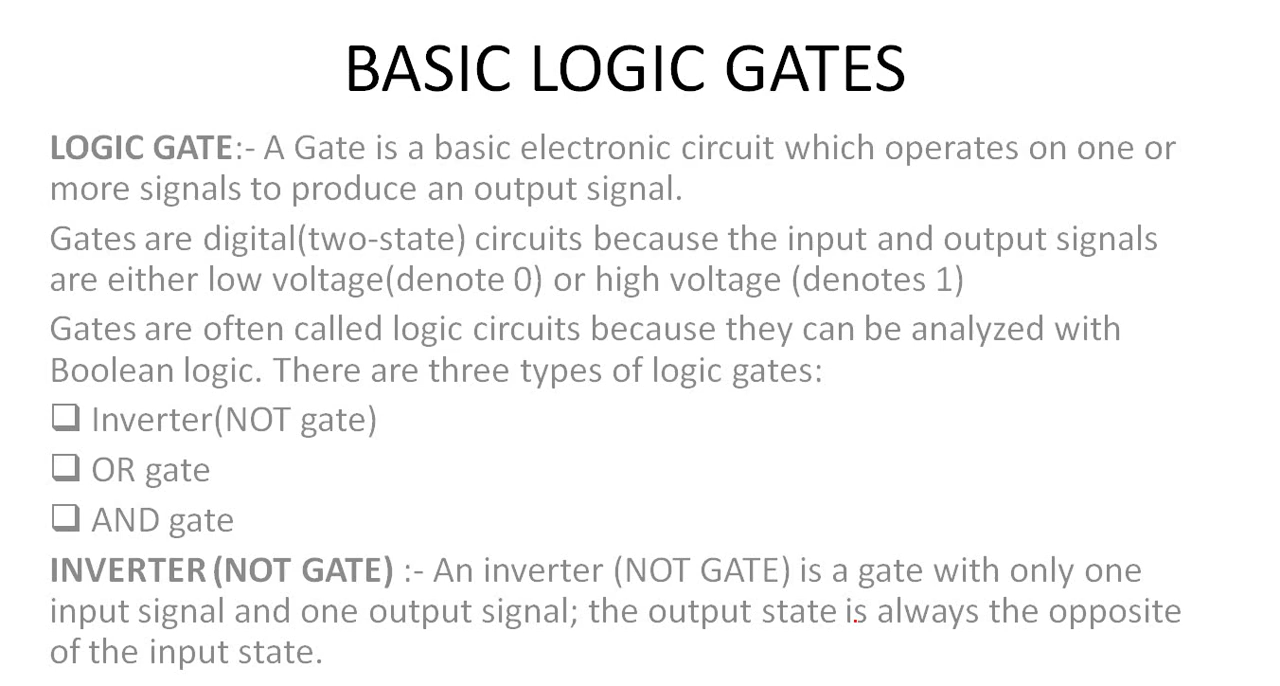 BASIC LOGIC GATES
LOGIC GATE:- A Gate is a basic electronic circuit which operates on one or
more signals to produce an output signal.
Gates are digital(two-state) circuits because the input and output signals
are either low voltage(denote 0) or high voltage (denotes 1)
Gates are often called logic circuits because they can be analyzed with
Boolean logic. There are three types of logic gates:
❑ Inverter(NOT gate)
❑ OR gate
❑ AND gate
INVERTER (NOT GATE) :- An inverter (NOT GATE) is a gate with only one
input signal and one output signal; the output state is always the opposite
of the input state.